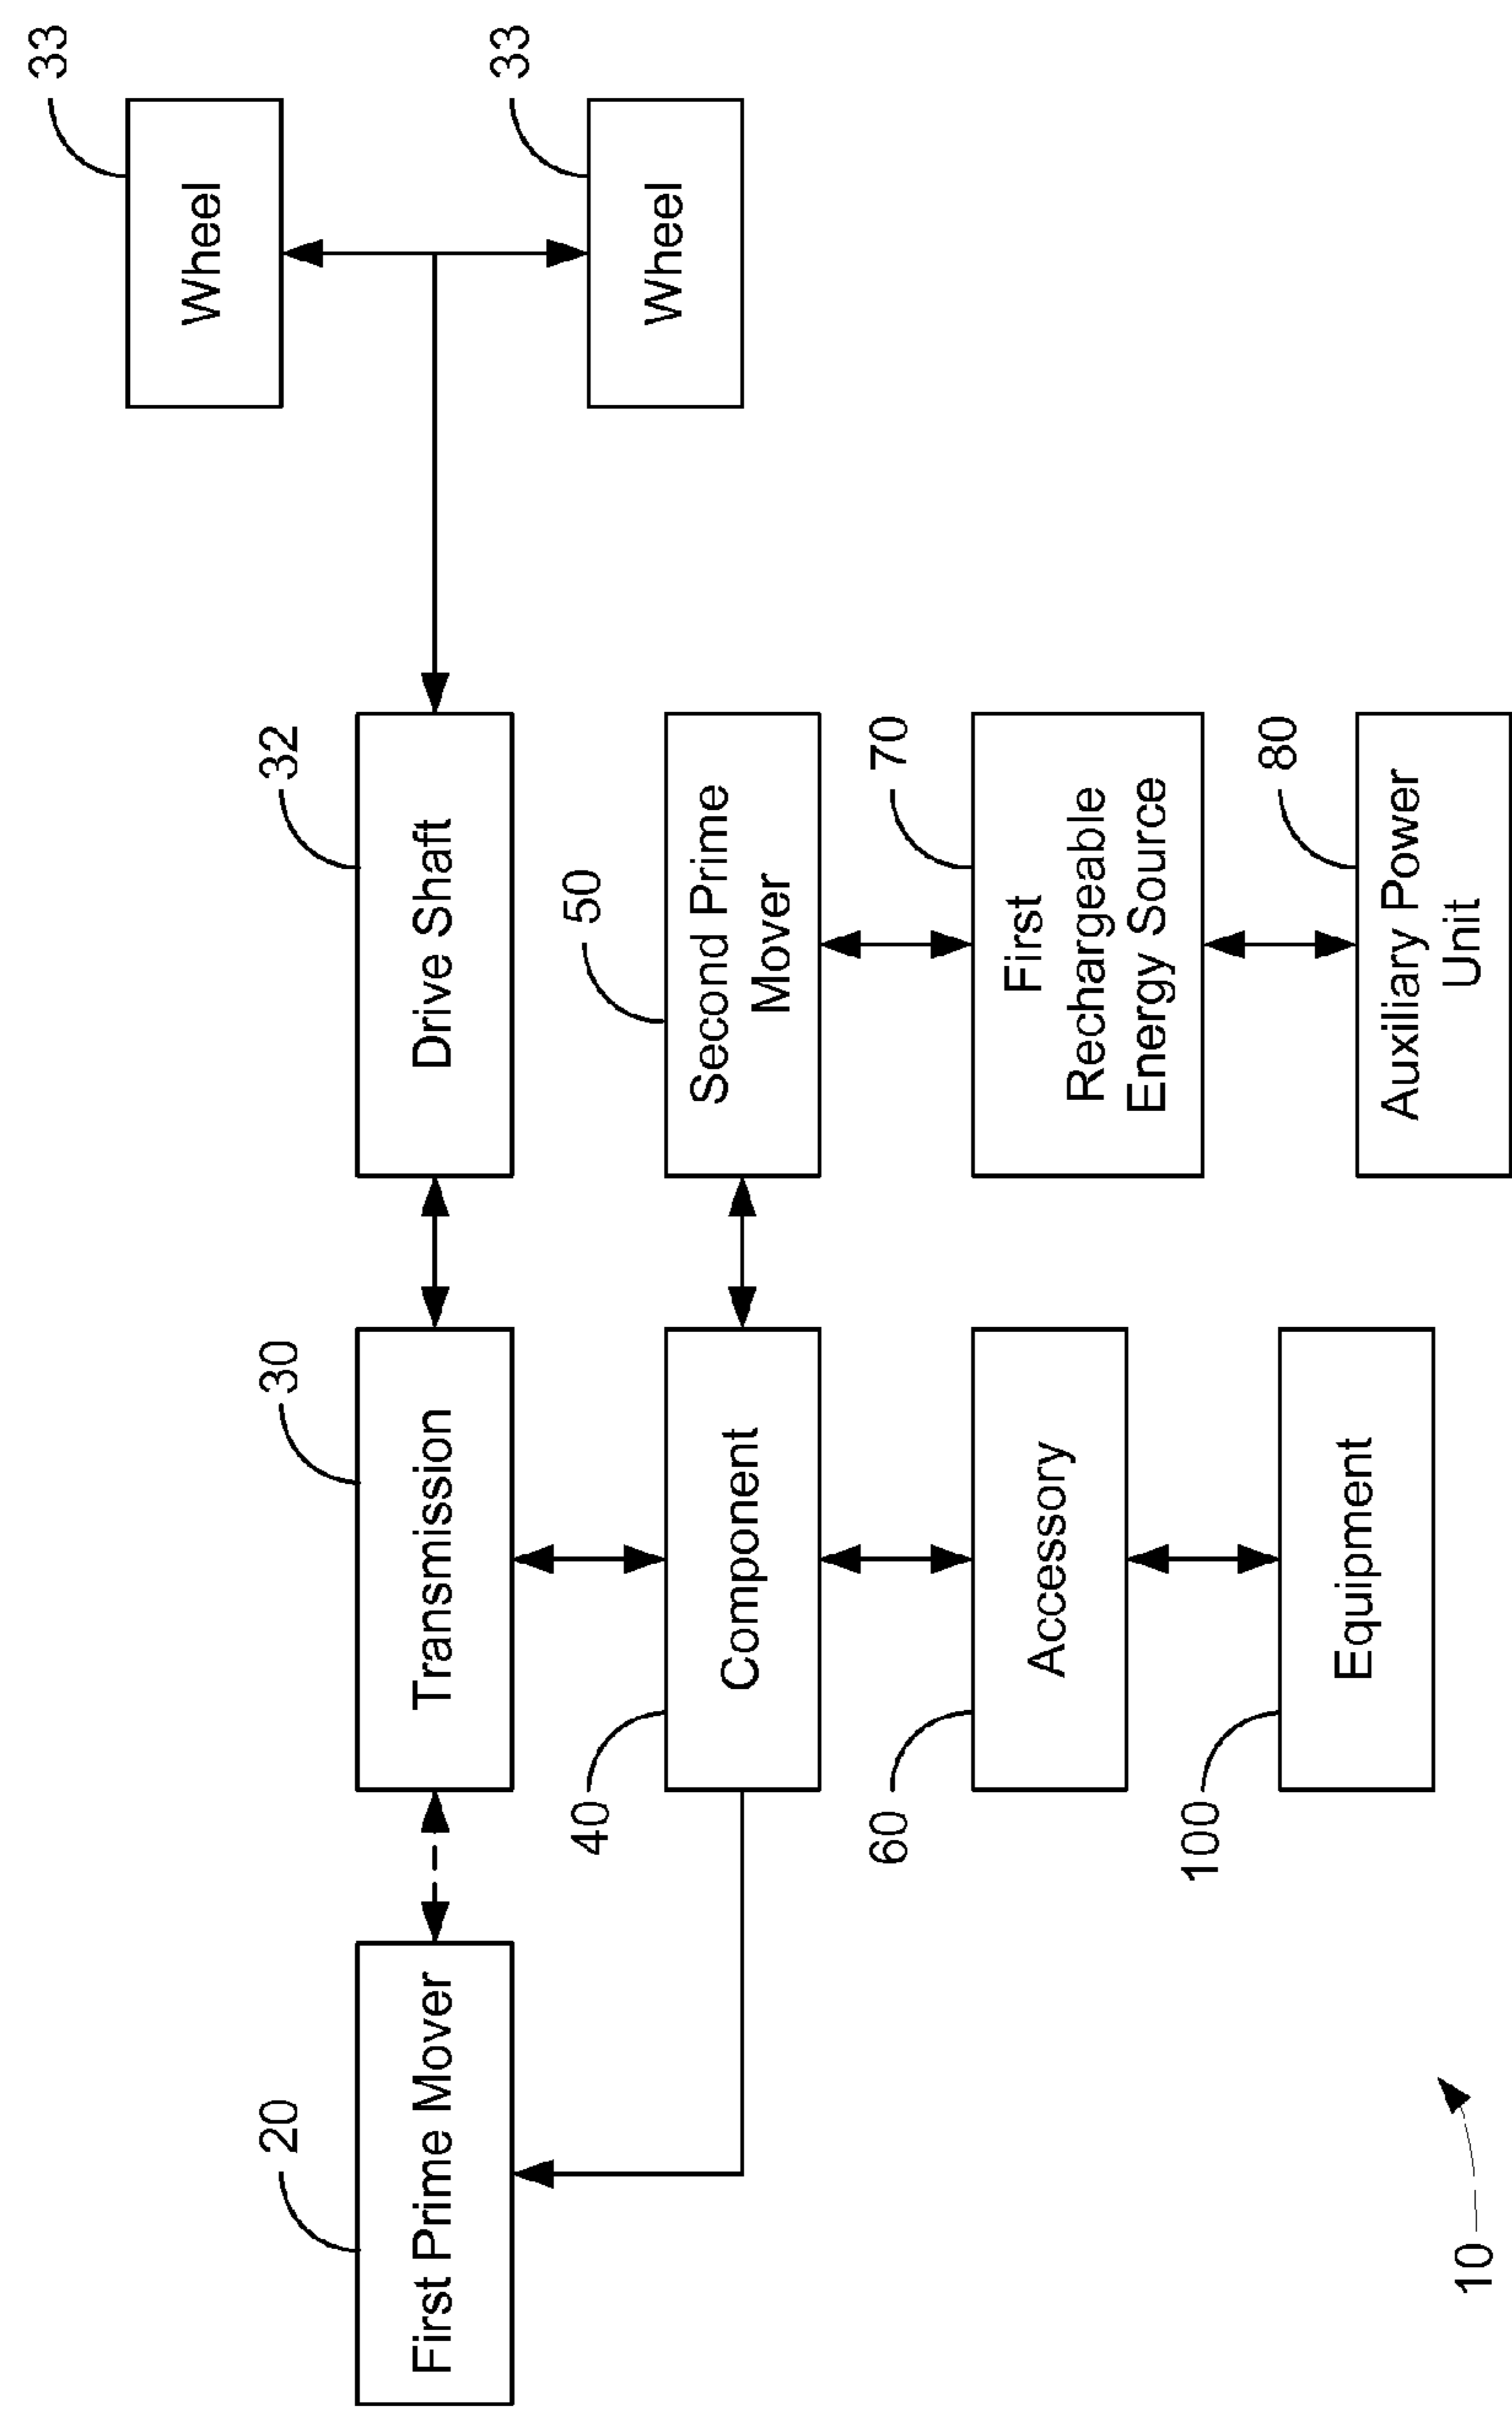 33
Wheel
33
Wheel
20
First Prime Mover
30
Transmission
32
Drive Shaft
40
Component
50
Second Prime
Mover
60
Accessory
70
First
Rechargeable
Energy Source
100
Equipment
80
Auxiliary Power
Unit
10